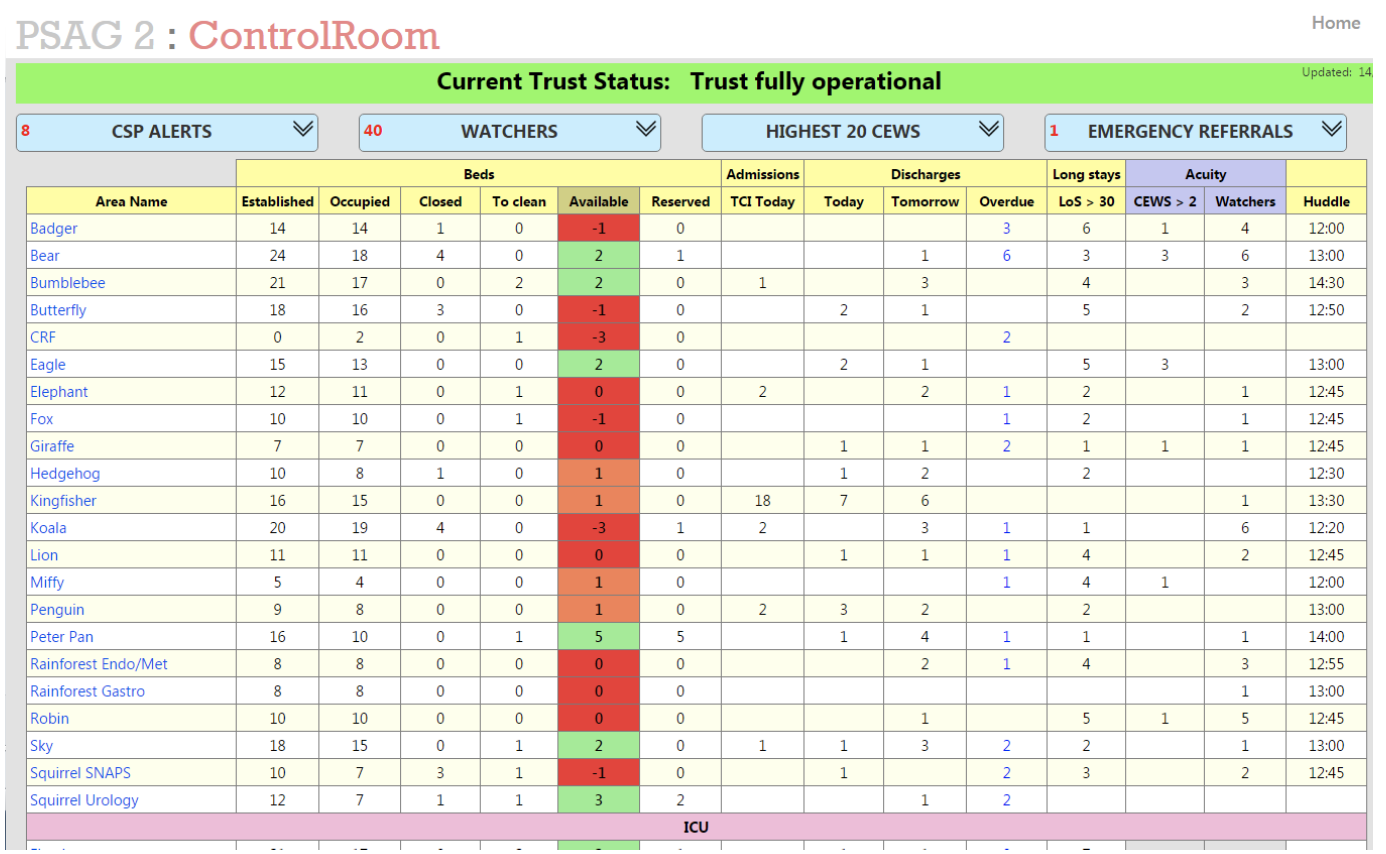 PSAG 2 : ControlRoom
Home
Current Trust Status: Trust fully operational
Updated: 14
8 CSP ALERTS
40 WATCHERS
HIGHEST 20 CEWS
1 EMERGENCY REFERRALS
Beds Admissions Discharges Long stays Acuity
Area Name Established Occupied Closed To clean Available Reserved TCI Today Today Tomorrow Overdue LoS > 30 CEWS > 2 Watchers Huddle
Badger 14 14 1 0 -1 0 3 6 1 4 12:00
Bear 24 18 4 0 2 1 1 6 3 3 6 13:00
Bumblebee 21 17 0 2 2 0 1 3 4 3 14:30
Butterfly 18 16 3 0 -1 0 2 1 5 2 12:50
CRF 0 2 0 1 -3 0 2
Eagle 15 13 0 0 2 0 2 1 5 3 13:00
Elephant 12 11 0 1 0 0 2 2 1 2 1 12:45
Fox 10 10 0 1 -1 0 1 2 1 12:45
Giraffe 7 7 0 0 0 0 1 1 2 1 1 1 12:45
Hedgehog 10 8 1 0 1 0 1 2 2 12:30
Kingfisher 16 15 0 0 1 0 18 7 6 1 13:30
Koala 20 19 4 0 -3 1 2 3 1 1 6 12:20
Lion 11 11 0 0 0 0 1 1 1 4 2 12:45
Miffy 5 4 0 0 1 0 1 4 1 12:00
Penguin 9 8 0 0 1 0 2 3 2 2 13:00
Peter Pan 16 10 0 1 5 5 1 4 1 1 1 14:00
Rainforest Endo/Met 8 8 0 0 0 0 2 1 4 3 12:55
Rainforest Gastro 8 8 0 0 0 0 1 13:00
Robin 10 10 0 0 0 0 1 5 1 5 12:45
Sky 18 15 0 1 2 0 1 1 3 2 2 1 13:00
Squirrel SNAPS 10 7 3 1 -1 0 1 2 3 2 12:45
Squirrel Urology 12 7 1 1 3 2 1 2
ICU